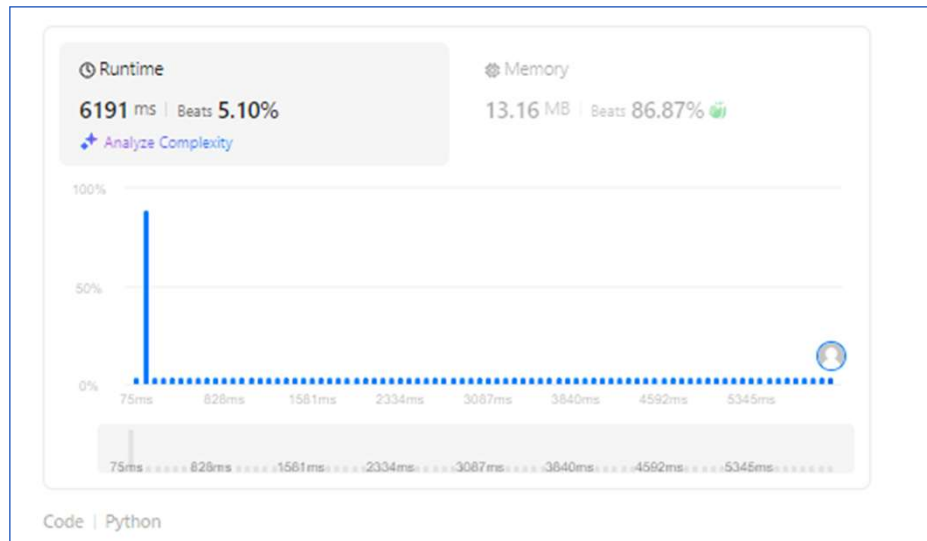 Runtime
6191 ms | Beats 5.10%
Analyze Complexity
Memory
13.16 MB | Beats 86.87%
100%
50%
0%
75ms 828ms 1581ms 2334ms 3087ms 3840ms 4592ms 5345ms
75ms 828ms 1581ms 2334ms 3087ms 3840ms 4592ms 5345ms
Code | Python